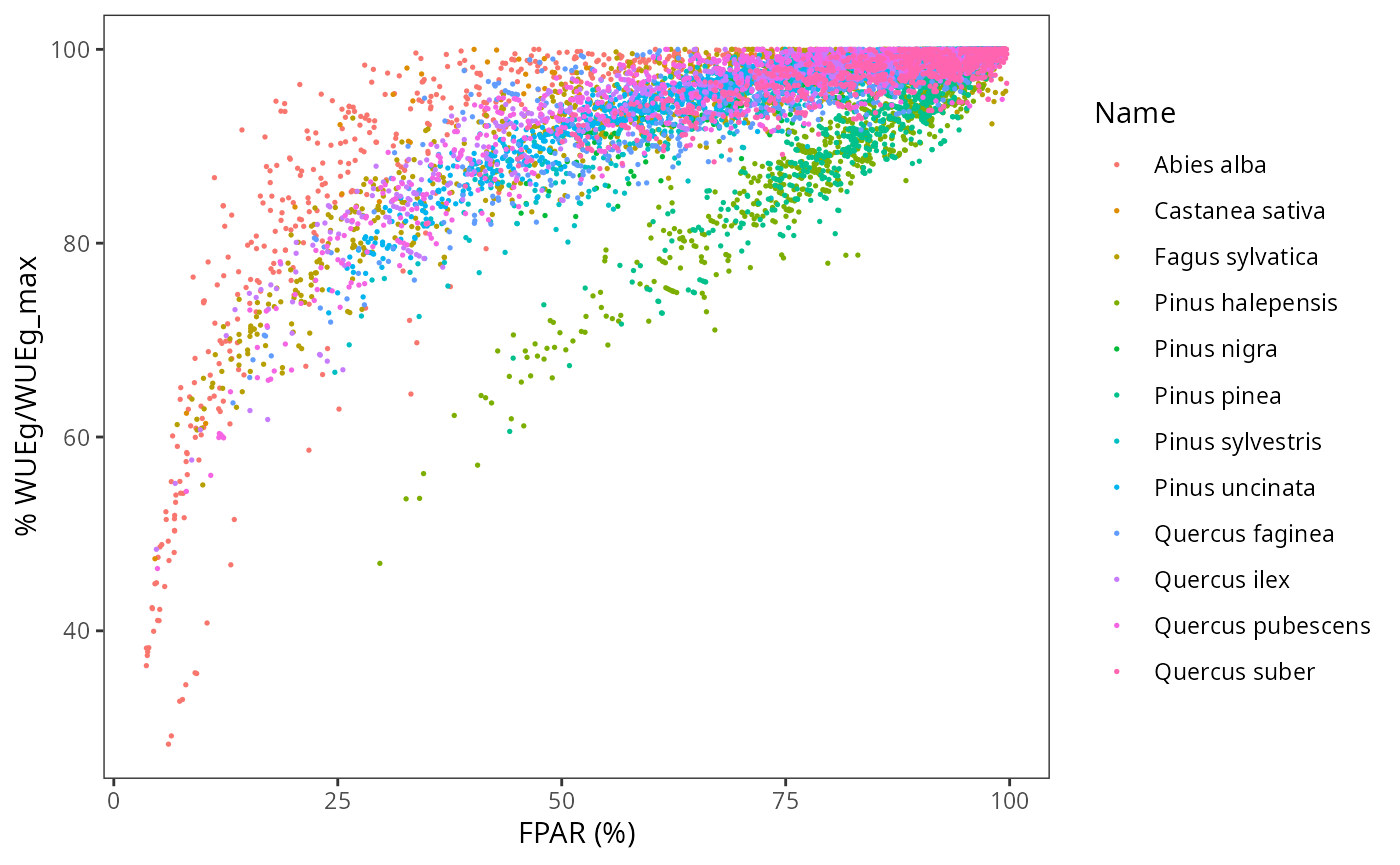 100
80
60
40
% WUEg/WUEg_max
0
25
50
75
100
FPAR (%)
Name
Abies alba
Castanea sativa
Fagus sylvatica
Pinus halepensis
Pinus nigra
Pinus pinea
Pinus sylvestris
Pinus uncinata
Quercus faginea
Quercus ilex
Quercus pubescens
Quercus suber